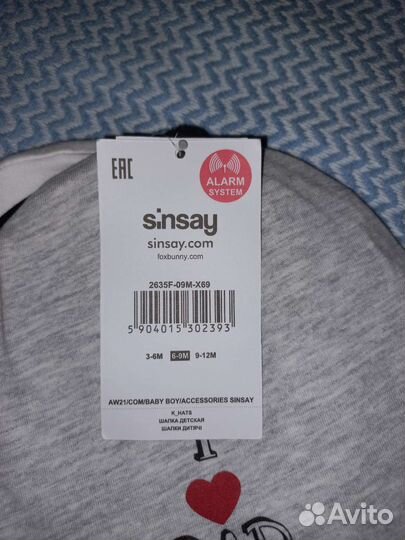 EAC
ALARM
SYSTEM
sinsay
sinsay.com
foxbunny.com
2635F-09M-X69
5 904015 302393
3-6M 6-9M 9-12M
AW21/COM/BABY BOY/ACCESSORIES SINSAY
K_HATS
ШАПКА ДЕТСКАЯ
ШАПКИ ДИТЯЧІ
I
Avito